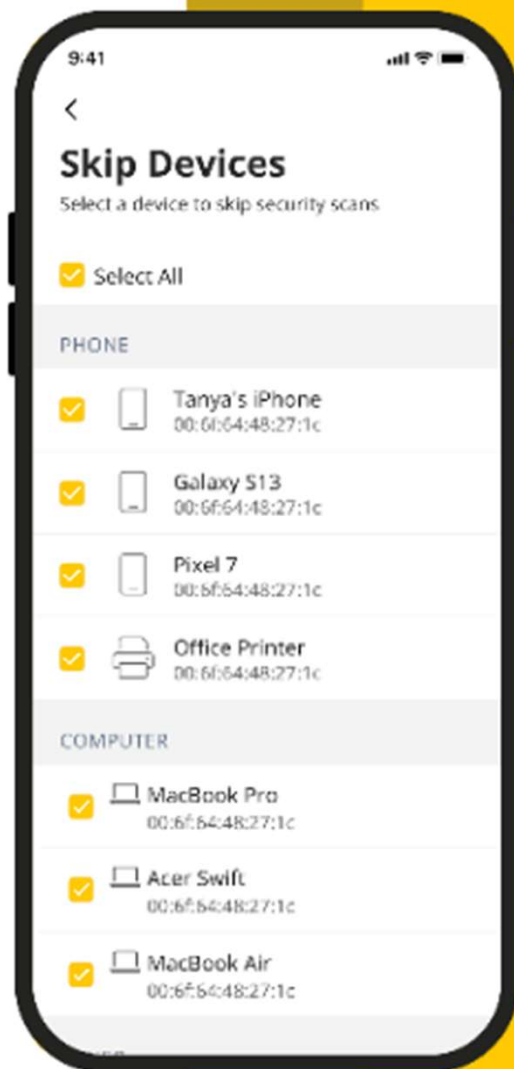 9:41
Skip Devices
Select a device to skip security scans
Select All
PHONE
Tanya's iPhone
00:6f:64:48:27:1c
Galaxy S13
00:6f:64:48:27:1c
Pixel 7
00:6f:64:48:27:1c
Office Printer
00:6f:64:48:27:1c
COMPUTER
MacBook Pro
00:6f:64:48:27:1c
Acer Swift
00:6f:64:48:27:1c
MacBook Air
00:6f:64:48:27:1c